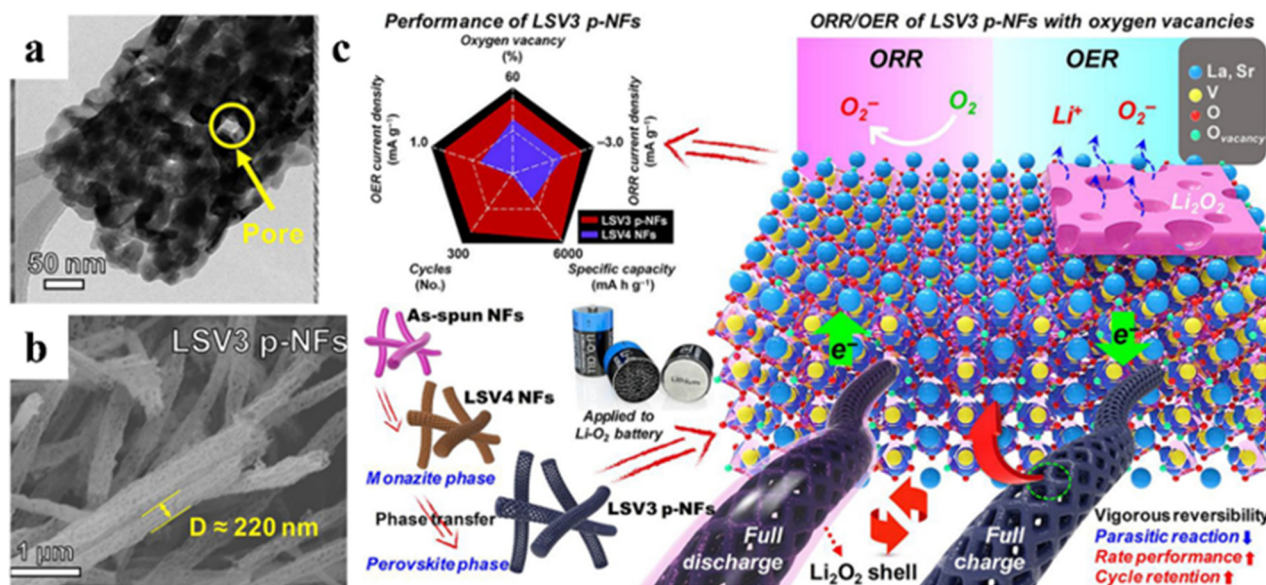 a
Pore
50 nm
b
LSV3 p-NFs
D ≈ 220 nm
1 μm
c
Performance of LSV3 p-NFs
Oxygen vacancy
(%)
60
OER current density
(mA g⁻¹)
1.0
−3.0
ORR current density
(mA g⁻¹)
LSV3 p-NFs
LSV4 NFs
300
6000
Cycles
(No.)
Specific capacity
(mA h g⁻¹)
As-spun NFs
LSV4 NFs
Monazite phase
Phase transfer
Perovskite phase
LSV3 p-NFs
Applied to
Li-O₂ battery
ORR/OER of LSV3 p-NFs with oxygen vacancies
ORR
OER
O₂⁻
O₂
Li⁺
O₂⁻
La, Sr
V
O
Ovacancy
Li₂O₂
e⁻
e⁻
Full
discharge
Full
charge
Li₂O₂ shell
Vigorous reversibility
Parasitic reaction ⬇
Rate performance ⬆
Cycle retention ⬆